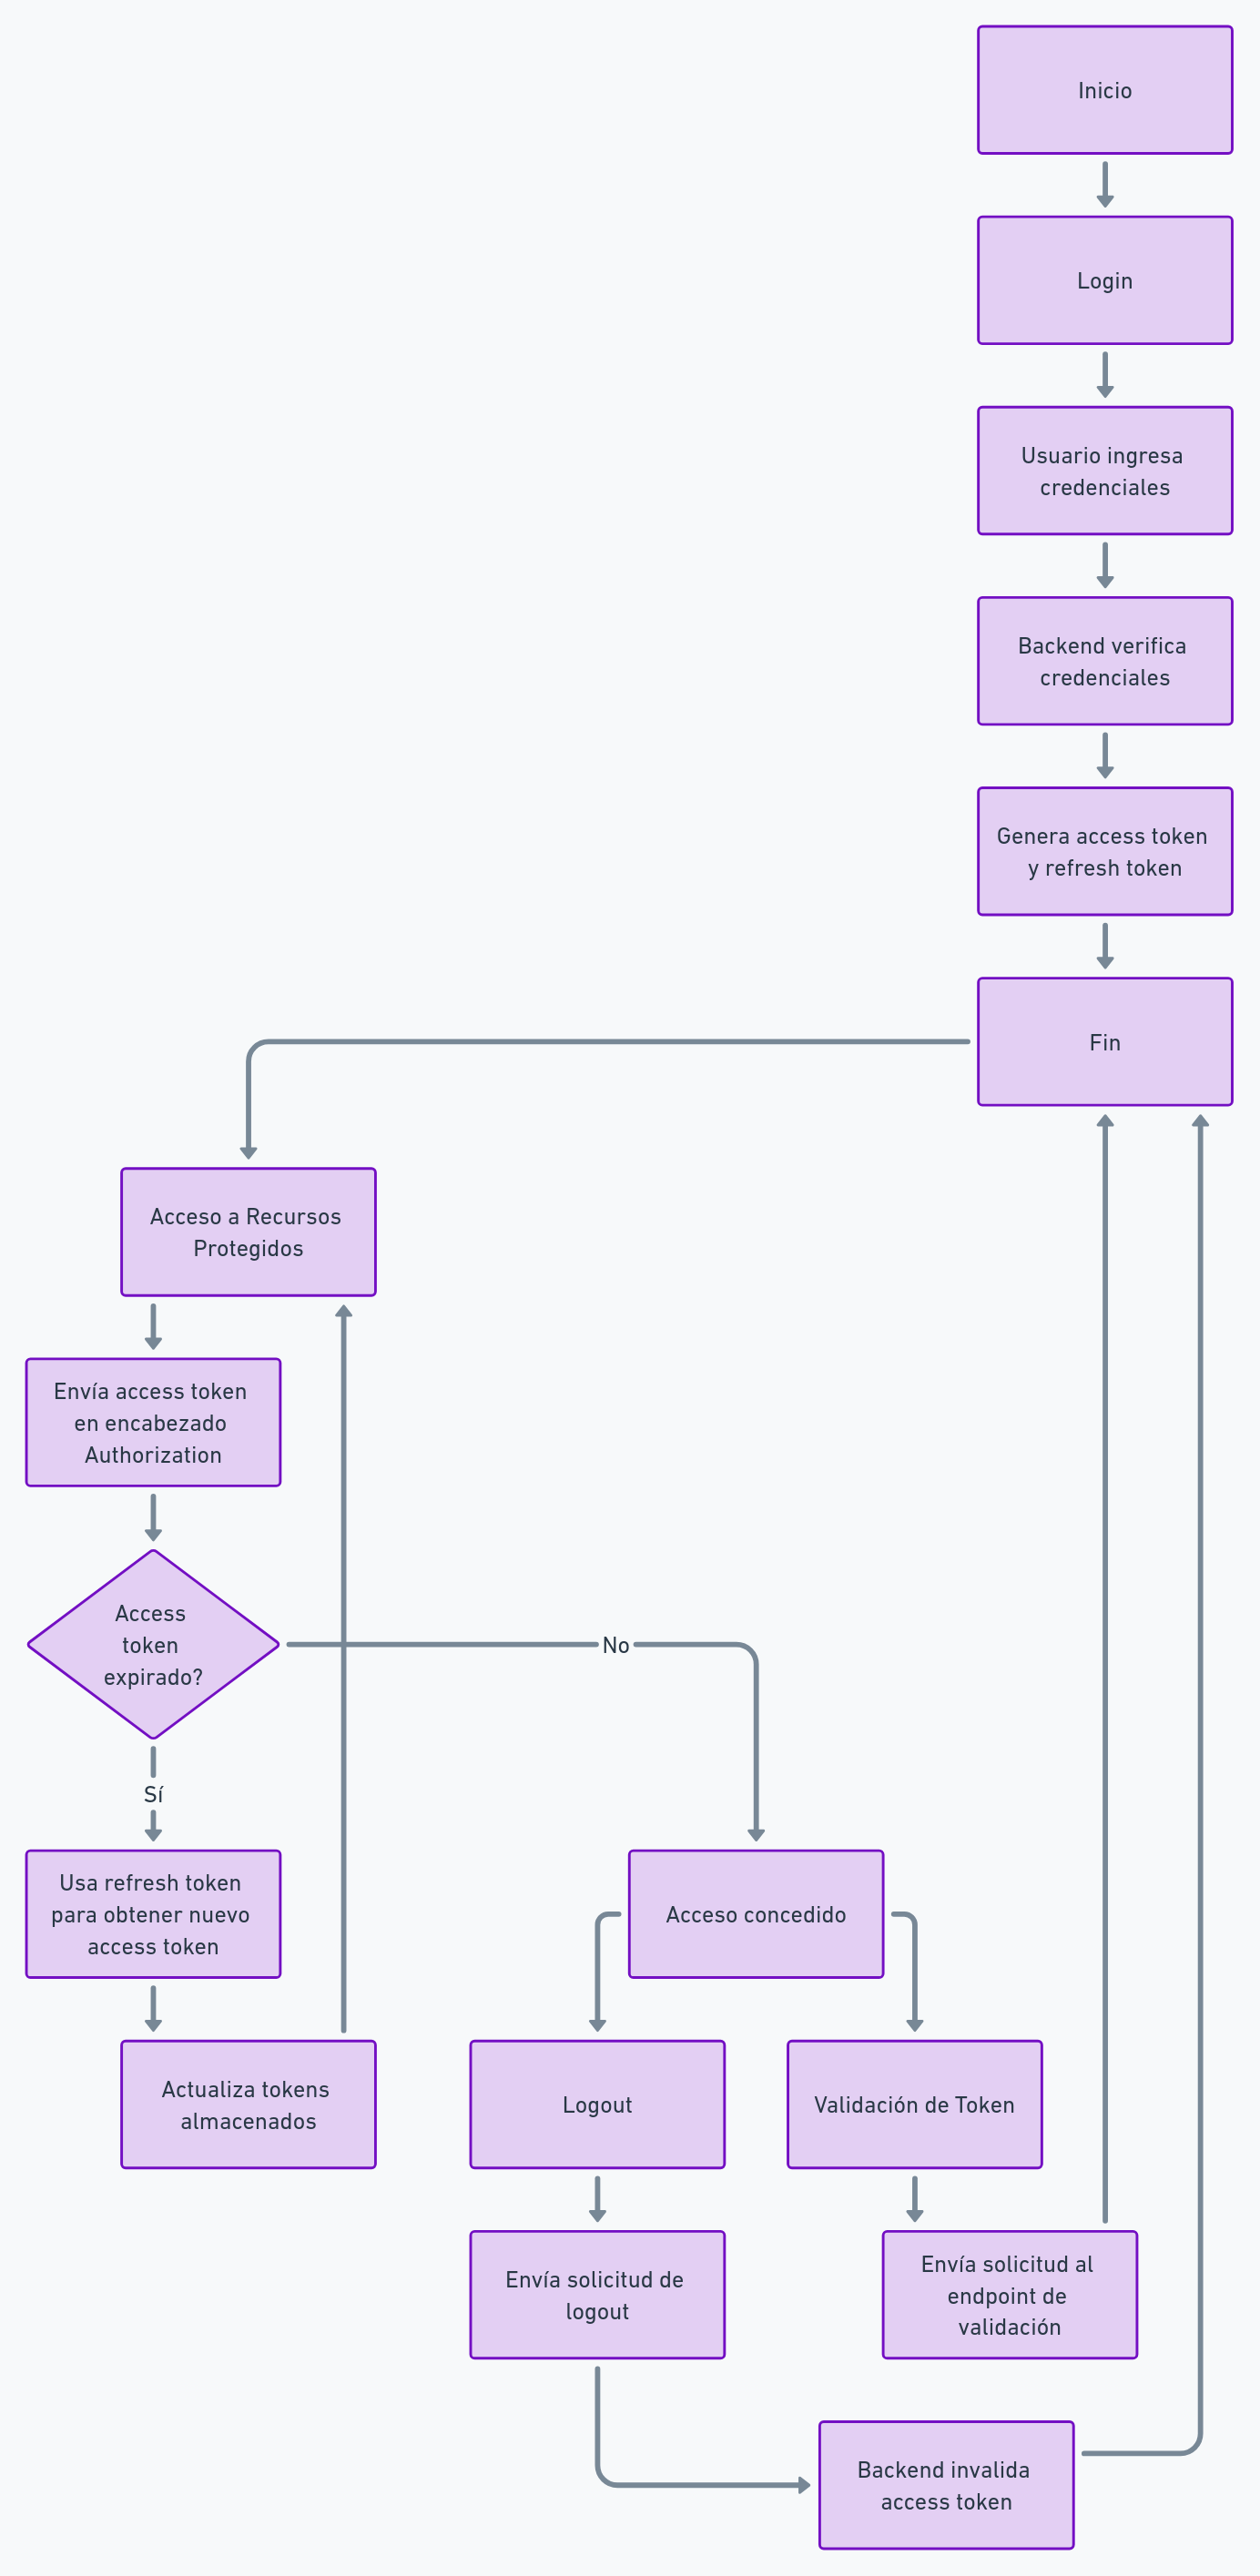 Inicio
Login
Usuario ingresa
credenciales
Backend verifica
credenciales
Genera access token
y refresh token
Fin
Acceso a Recursos
Protegidos
Envía access token
en encabezado
Authorization
Access
token
expirado?
No
Sí
Usa refresh token
para obtener nuevo
access token
Acceso concedido
Actualiza tokens
almacenados
Logout
Validación de Token
Envía solicitud de
logout
Envía solicitud al
endpoint de
validación
Backend invalida
access token